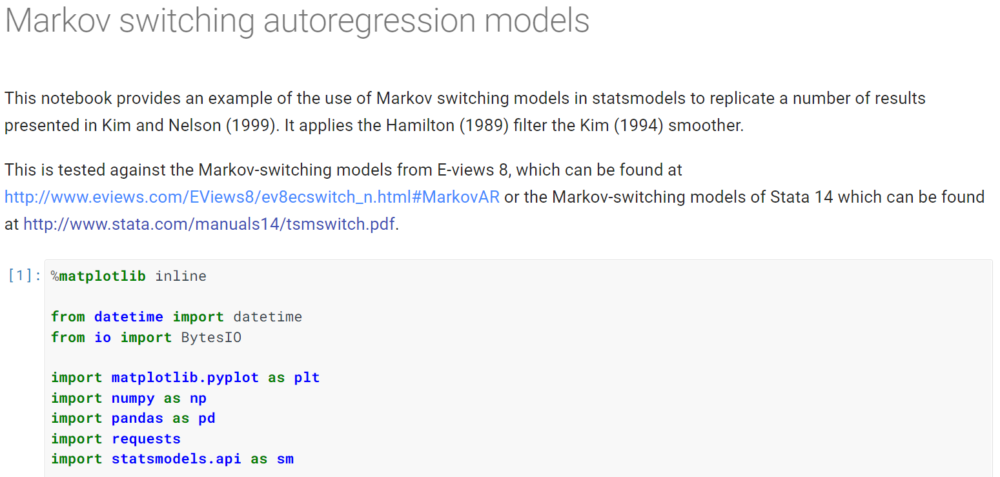 Markov switching autoregression models
This notebook provides an example of the use of Markov switching models in statsmodels to replicate a number of results
presented in Kim and Nelson (1999). It applies the Hamilton (1989) filter the Kim (1994) smoother.
This is tested against the Markov-switching models from E-views 8, which can be found at
http://www.eviews.com/EViews8/ev8ecswitch_n.html#MarkovAR or the Markov-switching models of Stata 14 which can be found
at http://www.stata.com/manuals14/tsmswitch.pdf.
[1]: %matplotlib inline
from datetime import datetime
from io import BytesIO
import matplotlib.pyplot as plt
import numpy as np
import pandas as pd
import requests
import statsmodels.api as sm